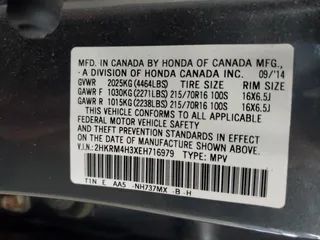 MFD. IN CANADA BY HONDA OF CANADA MFG.,
- A DIVISION OF HONDA CANADA INC. 09/'14
GVWR 2025KG(4464LBS) TIRE SIZE RIM SIZE
GAWR F 1030KG(2271LBS) 215/70R16 100S 16X6.5J
GAWR R 1015KG(2238LBS) 215/70R16 100S 16X6.5J
THIS VEHICLE CONFORMS TO ALL APPLICABLE
FEDERAL MOTOR VEHICLE SAFETY STANDARDS IN EFFECT ON
THE DATE OF MANUFACTURE SHOWN ABOVE.
V.I.N.: 2HKRM4H3XEH716979 TYPE: MPV
T1N E AA5 -NH737MX -B -H